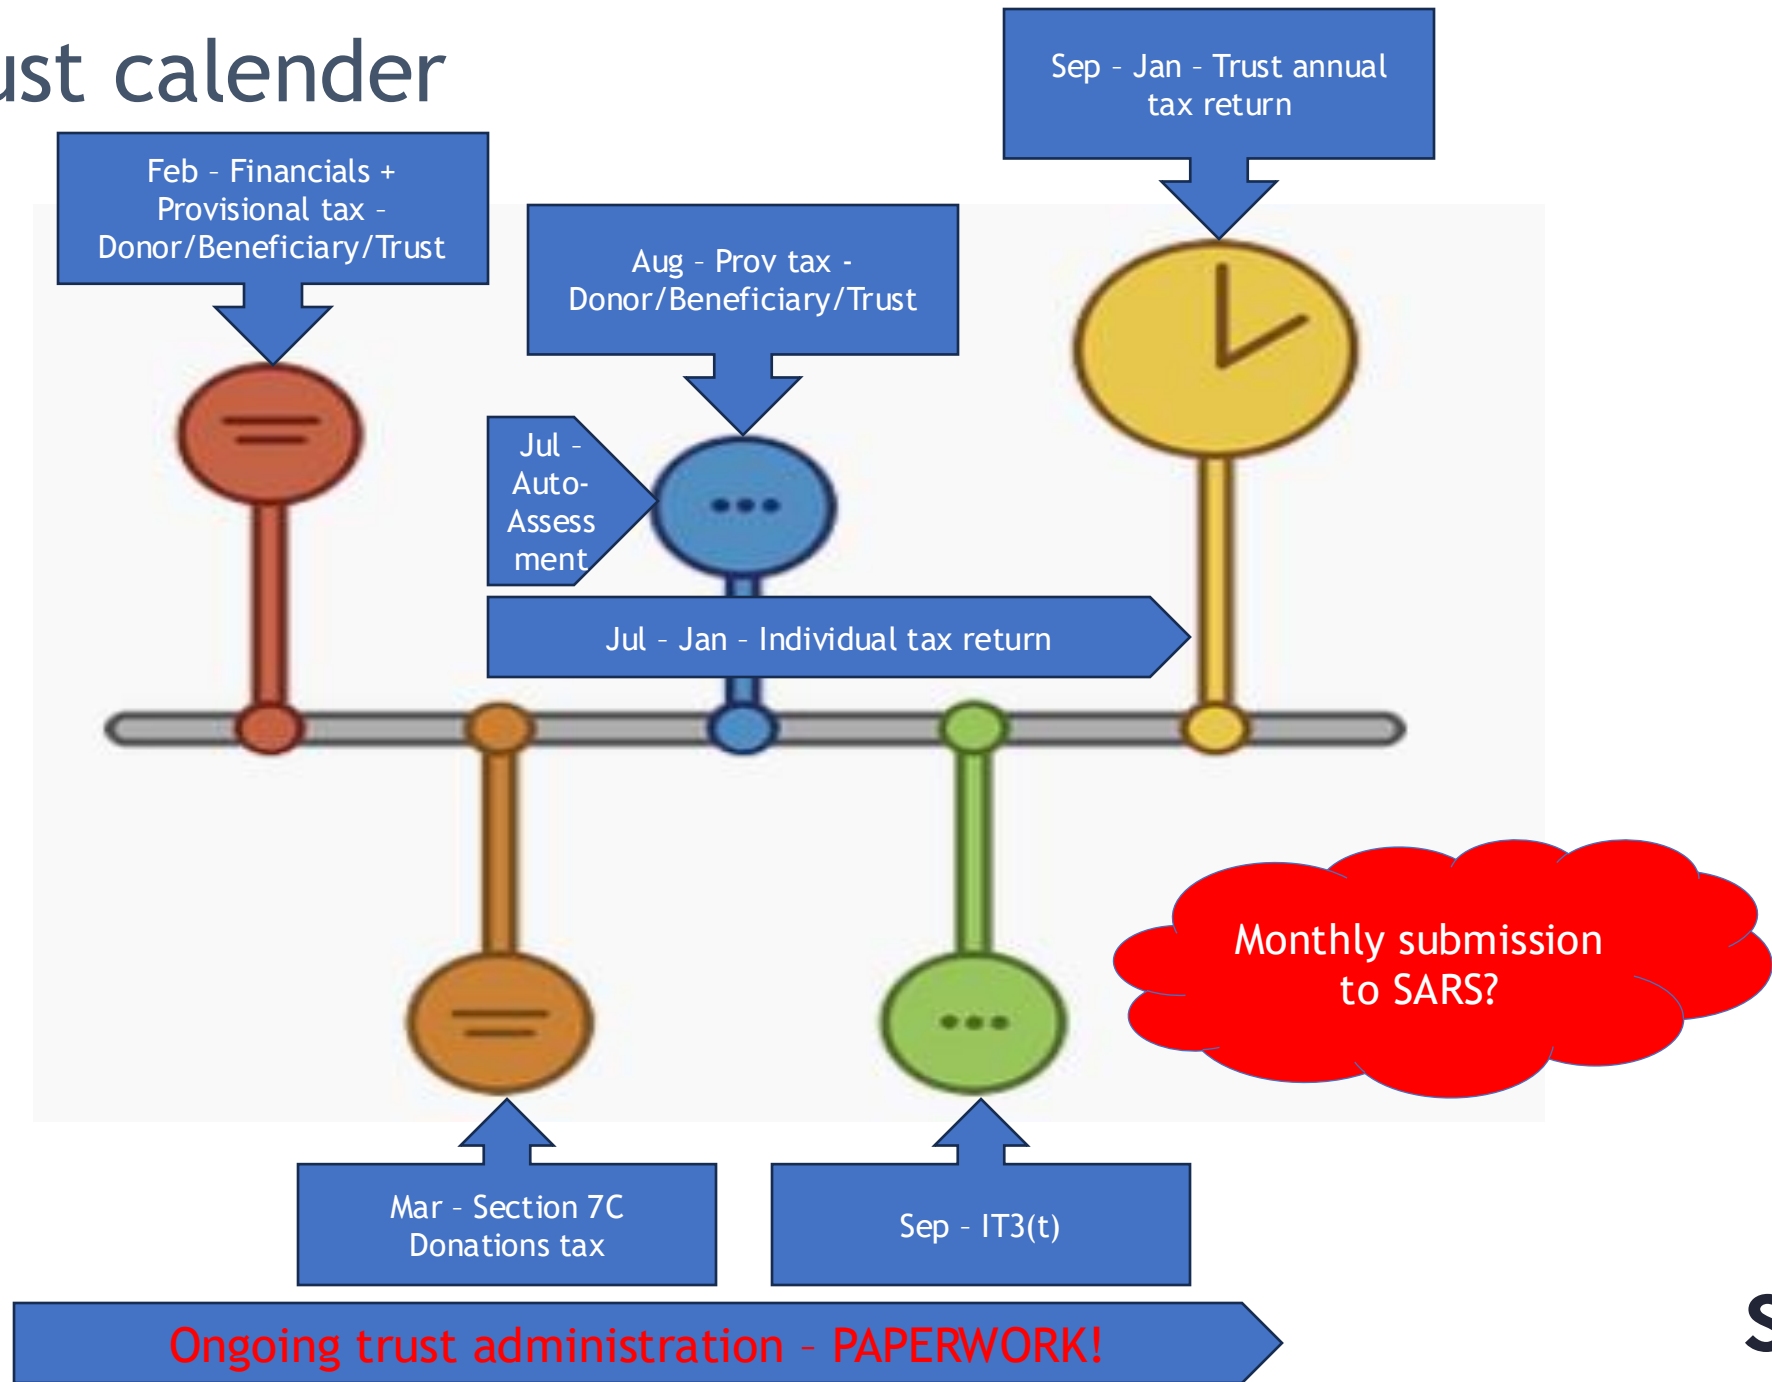 ust calender
Sep – Jan – Trust annual
tax return
Feb – Financials +
Provisional tax –
Donor/Beneficiary/Trust
Aug – Prov tax -
Donor/Beneficiary/Trust
Jul –
Auto-
Assess
ment
Jul – Jan – Individual tax return
Monthly submission
to SARS?
Mar – Section 7C
Donations tax
Sep – IT3(t)
Ongoing trust administration – PAPERWORK!
S